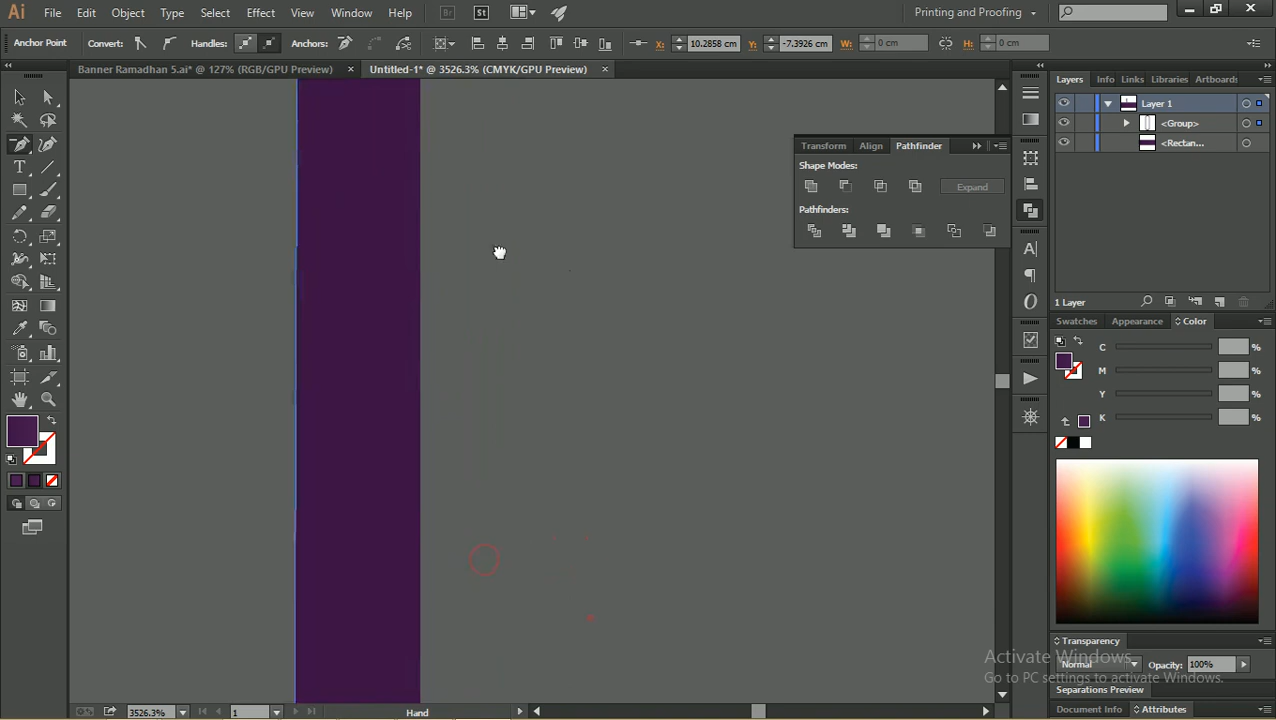 Ai File Edit Object Type Select Effect View Window Help Br St Printing and Proofing
Anchor Point Convert: Handles: Anchors: X: 10.2858 cm Y: -7.3926 cm W: 0 cm H: 0 cm
Banner Ramadhan 5.ai* @ 127% (RGB/GPU Preview) Untitled-1* @ 3526.3% (CMYK/GPU Preview)
Layers Info Links Libraries Artboards
Layer 1
<Group>
<Rectan...
Transform Align Pathfinder
Shape Modes:
Expand
Pathfinders:
1 Layer
Swatches Appearance Color
C %
M %
Y %
K %
Transparency
Normal Opacity: 100%
Activate Windows
Go to PC settings to activate Windows.
Separations Preview
Document Info Attributes
3526.3% 1 Hand